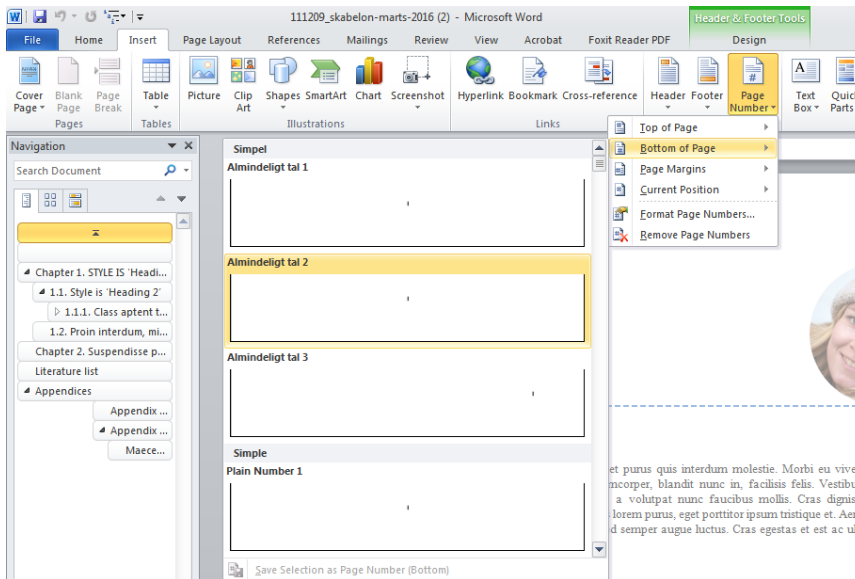 111209_skabelon-marts-2016 (2) - Microsoft Word
Header & Footer Tools
File Home Insert Page Layout References Mailings Review View Acrobat Foxit Reader PDF Design
Cover Page
Blank Page
Page Break
Table
Picture
Clip Art
Shapes
SmartArt
Chart
Screenshot
Hyperlink
Bookmark
Cross-reference
Header
Footer
Page Number
Text Box
Quick Parts
Pages
Tables
Illustrations
Links
Top of Page
Bottom of Page
Page Margins
Current Position
Format Page Numbers...
Remove Page Numbers
Navigation
Search Document
Chapter 1. STYLE IS 'Headi...
1.1. Style is 'Heading 2'
1.1.1. Class aptent t...
1.2. Proin interdum, mi...
Chapter 2. Suspendisse p...
Literature list
Appendices
Appendix ...
Appendix ...
Maece...
Simpel
Almindeligt tal 1
Almindeligt tal 2
Almindeligt tal 3
Simple
Plain Number 1
Save Selection as Page Number (Bottom)
et purus quis interdum molestie. Morbi eu vive
mcorper, blandit nunc in, facilisis felis. Vestibu
a volutpat nunc faucibus mollis. Cras dignis
lorem purus, eget porttitor ipsum tristique et. Aen
d semper augue luctus. Cras egestas et est ac ul